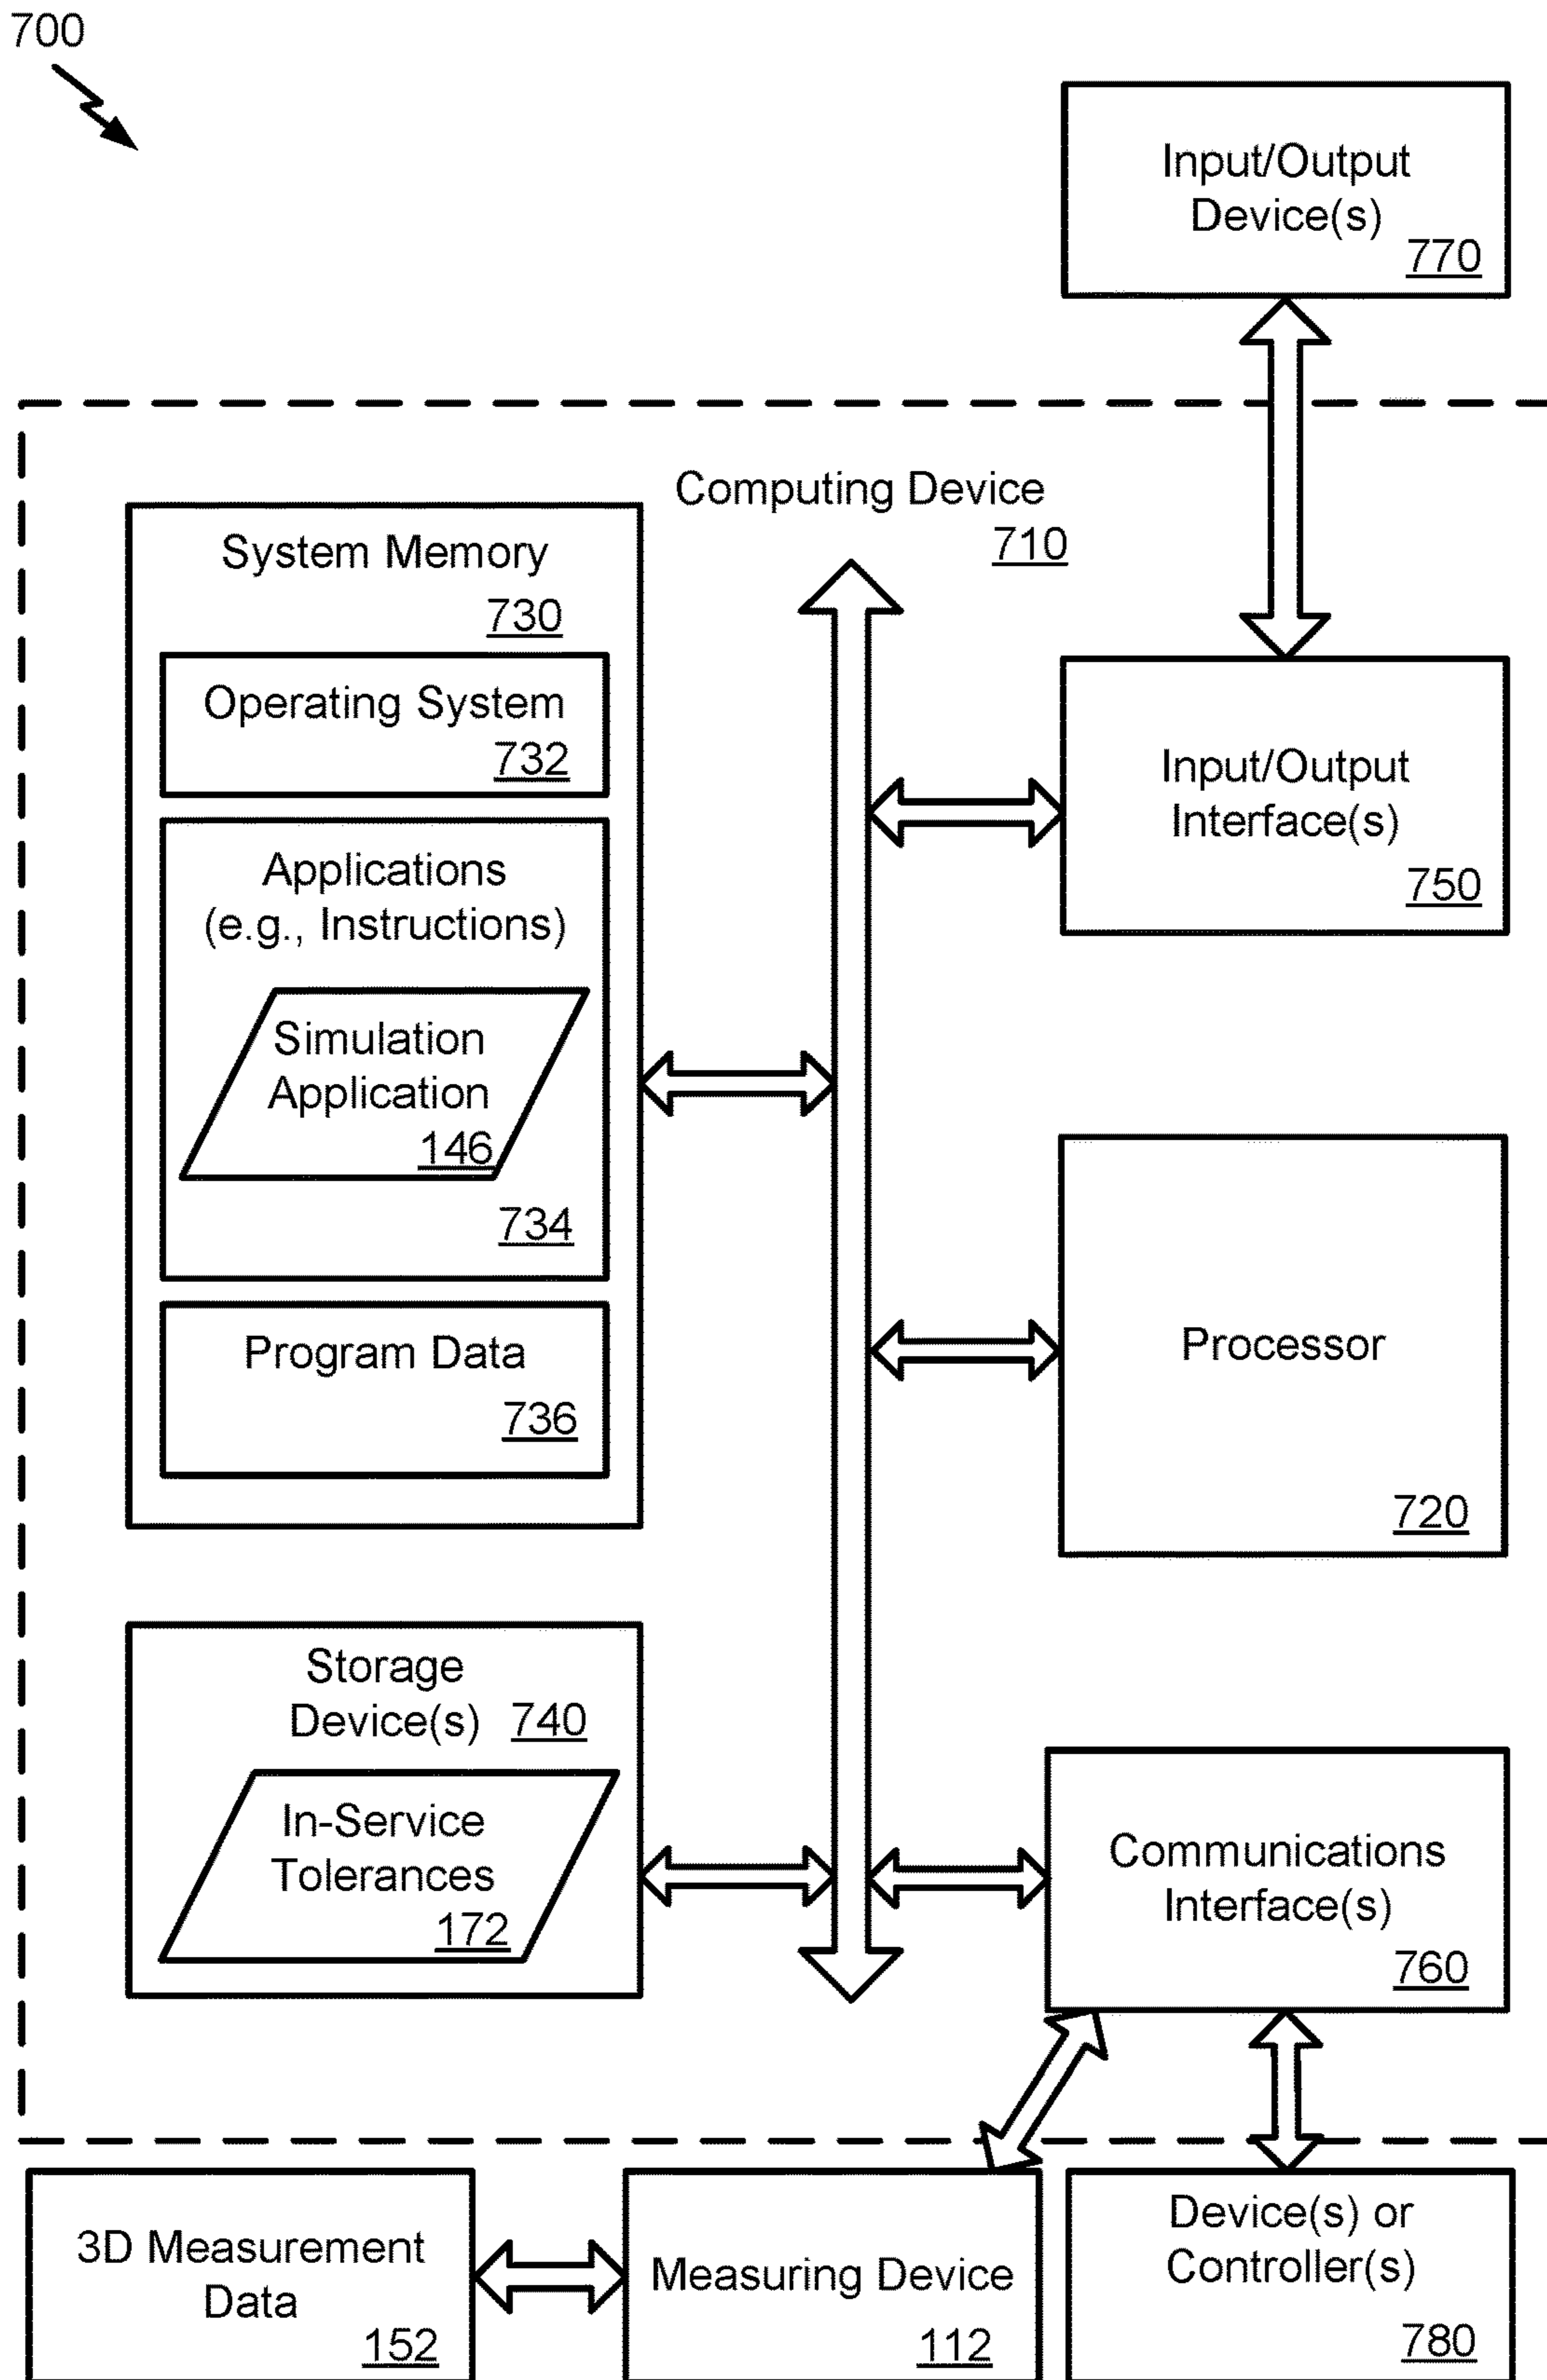 700
Input/Output
Device(s)
770
Computing Device
710
System Memory
730
Operating System
732
Applications
(e.g., Instructions)
Simulation
Application
146
734
Program Data
736
Input/Output
Interface(s)
750
Processor
720
Storage
Device(s) 740
In-Service
Tolerances
172
Communications
Interface(s)
760
3D Measurement
Data
152
Measuring Device
112
Device(s) or
Controller(s)
780